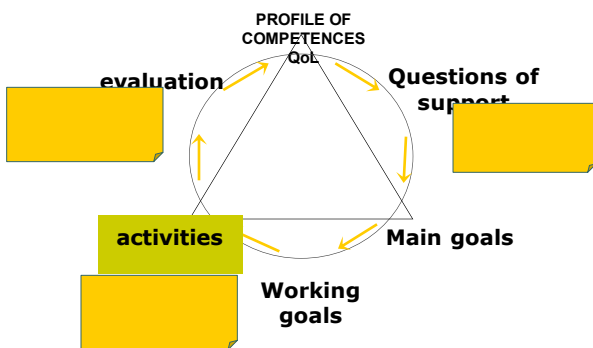 PROFILE OF
COMPETENCES
QoL
evaluation
Questions of
support
activities
Main goals
Working
goals